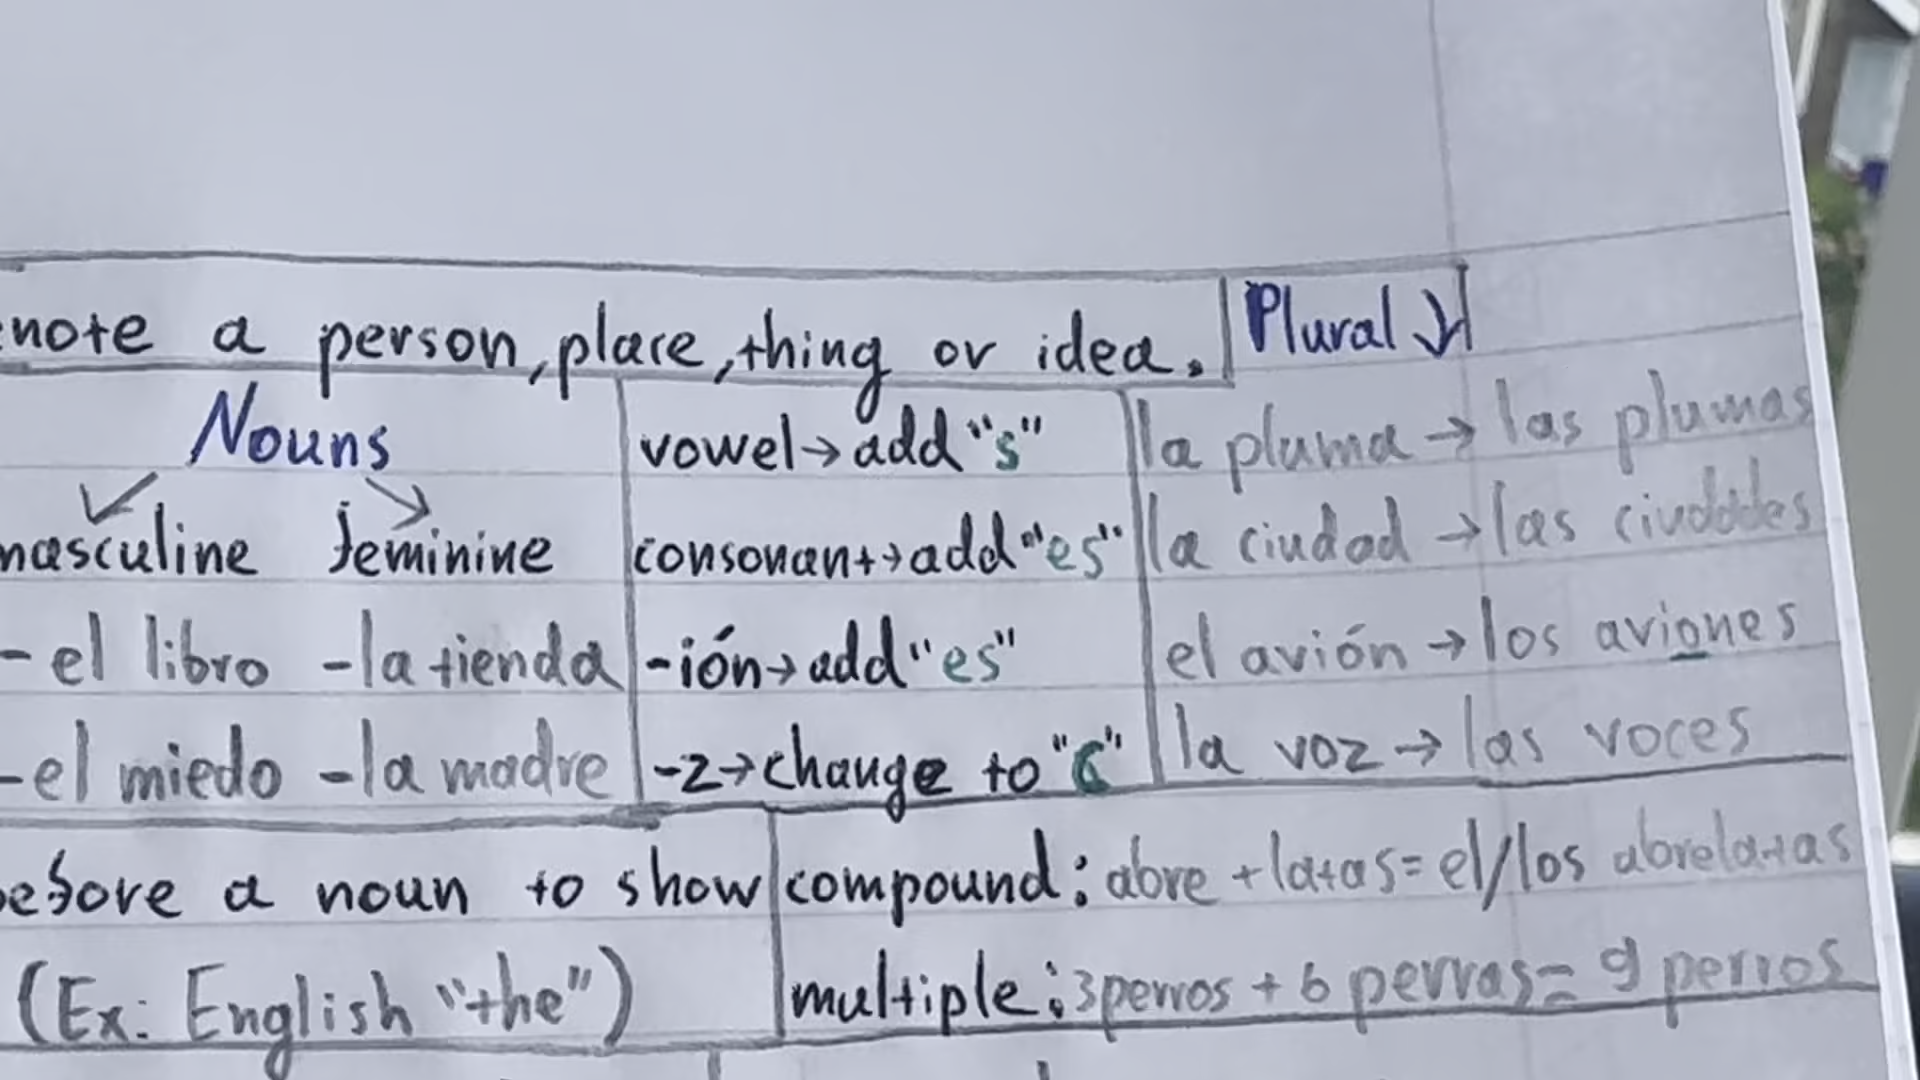 note a person, place, thing or idea. Plural ↓
Nouns
masculine feminine
- el libro - la tienda
- el miedo - la madre
vowel → add "s"
consonant → add "es"
-ión → add "es"
-z → change to "c"
la pluma → las plumas
la ciudad → las ciudades
el avión → los aviones
la voz → las voces
before a noun to show
(Ex: English "the")
compound: abre + latas = el/los abrelatas
multiple: 3 perros + 6 perras = 9 perros